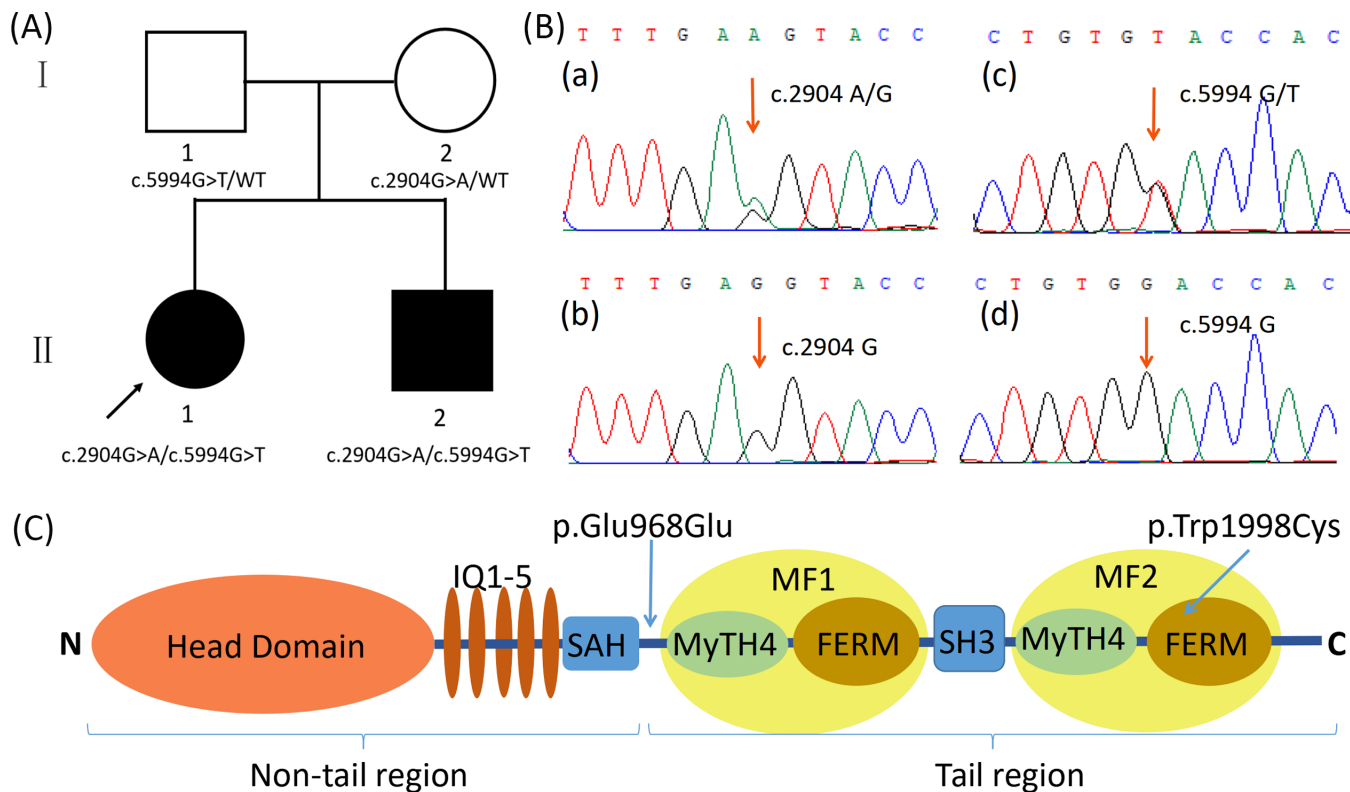 (A)
I
1
2
c.5994G>T/WT
c.2904G>A/WT
II
1
2
c.2904G>A/c.5994G>T
c.2904G>A/c.5994G>T
(B)
T T T G A A G T A C C
(a)
c.2904 A/G
C T G T G T A C C A C
(c)
c.5994 G/T
T T T G A G G T A C C
(b)
c.2904 G
C T G T G G A C C A C
(d)
c.5994 G
(C)
p.Glu968Glu
p.Trp1998Cys
IQ1-5
MF1
MF2
N
Head Domain
SAH
MyTH4
FERM
SH3
MyTH4
FERM
C
Non-tail region
Tail region